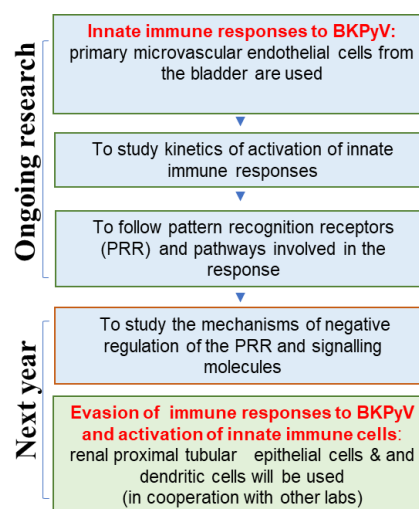 Ongoing research
Innate immune responses to BKPyV:
primary microvascular endothelial cells from
the bladder are used
To study kinetics of activation of innate
immune responses
To follow pattern recognition receptors
(PRR) and pathways involved in the
response
Next year
To study the mechanisms of negative
regulation of the PRR and signalling
molecules
Evasion of immune responses to BKPyV
and activation of innate immune cells:
renal proximal tubular epithelial cells & and
dendritic cells will be used
(in cooperation with other labs)